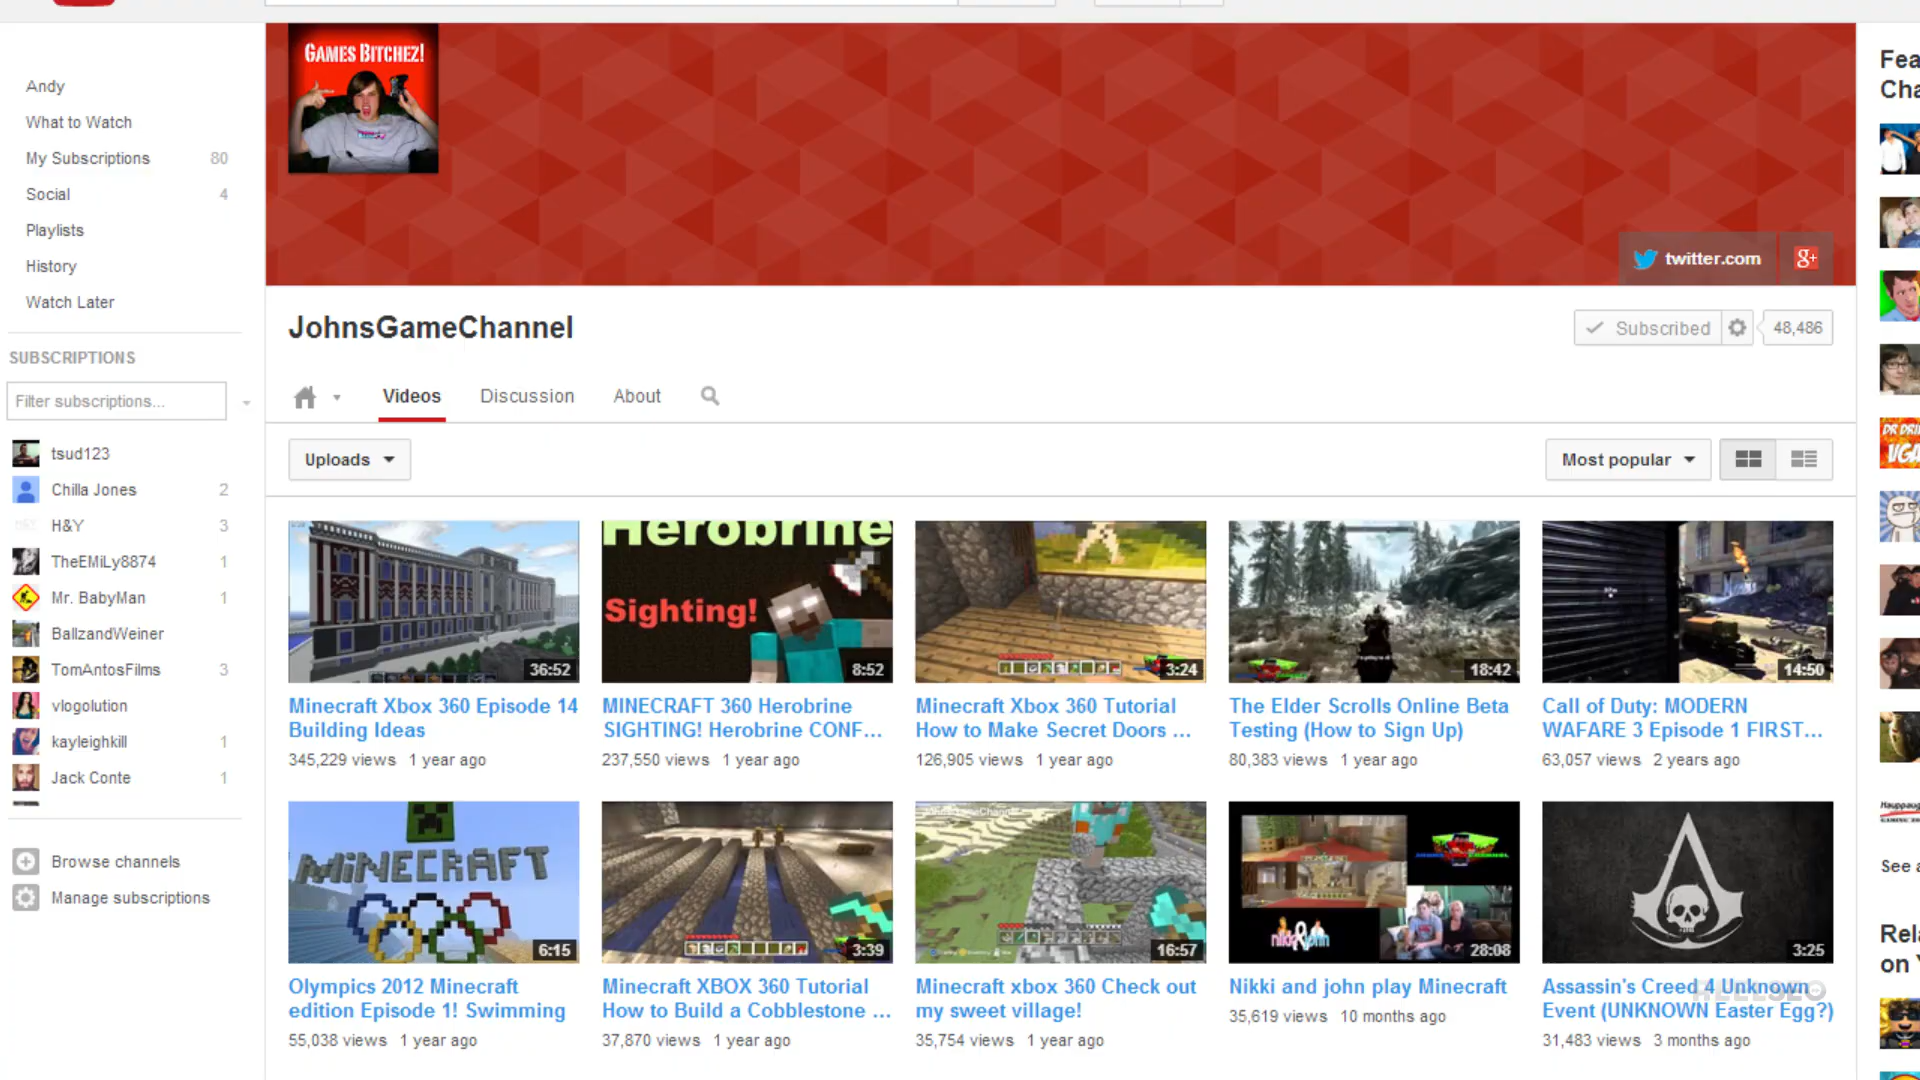 GAMES BITCHEZ!
Fea
Cha
Andy
What to Watch
My Subscriptions 80
Social 4
Playlists
History
Watch Later
twitter.com g+
JohnsGameChannel
Subscribed 48,486
SUBSCRIPTIONS
Filter subscriptions...
Videos Discussion About
Uploads
Most popular
tsud123
Chilla Jones 2
H&Y 3
TheEMiLy8874 1
Mr. BabyMan 1
BallzandWeiner
TomAntosFilms 3
vlogolution
kayleighkill 1
Jack Conte 1
Browse channels
Manage subscriptions
36:52
Herobrine
Sighting!
8:52
3:24
18:42
14:50
Minecraft Xbox 360 Episode 14
Building Ideas
345,229 views 1 year ago
MINECRAFT 360 Herobrine
SIGHTING! Herobrine CONF...
237,550 views 1 year ago
Minecraft Xbox 360 Tutorial
How to Make Secret Doors ...
126,905 views 1 year ago
The Elder Scrolls Online Beta
Testing (How to Sign Up)
80,383 views 1 year ago
Call of Duty: MODERN
WAFARE 3 Episode 1 FIRST...
63,057 views 2 years ago
MINECRAFT
6:15
3:39
16:57
nikki & john
28:08
3:25
Olympics 2012 Minecraft
edition Episode 1! Swimming
55,038 views 1 year ago
Minecraft XBOX 360 Tutorial
How to Build a Cobblestone ...
37,870 views 1 year ago
Minecraft xbox 360 Check out
my sweet village!
35,754 views 1 year ago
Nikki and john play Minecraft
35,619 views 10 months ago
Assassin's Creed 4 Unknown
Event (UNKNOWN Easter Egg?)
31,483 views 3 months ago
DR DRI
VGA
Hauppaug
See a
Rela
on Y